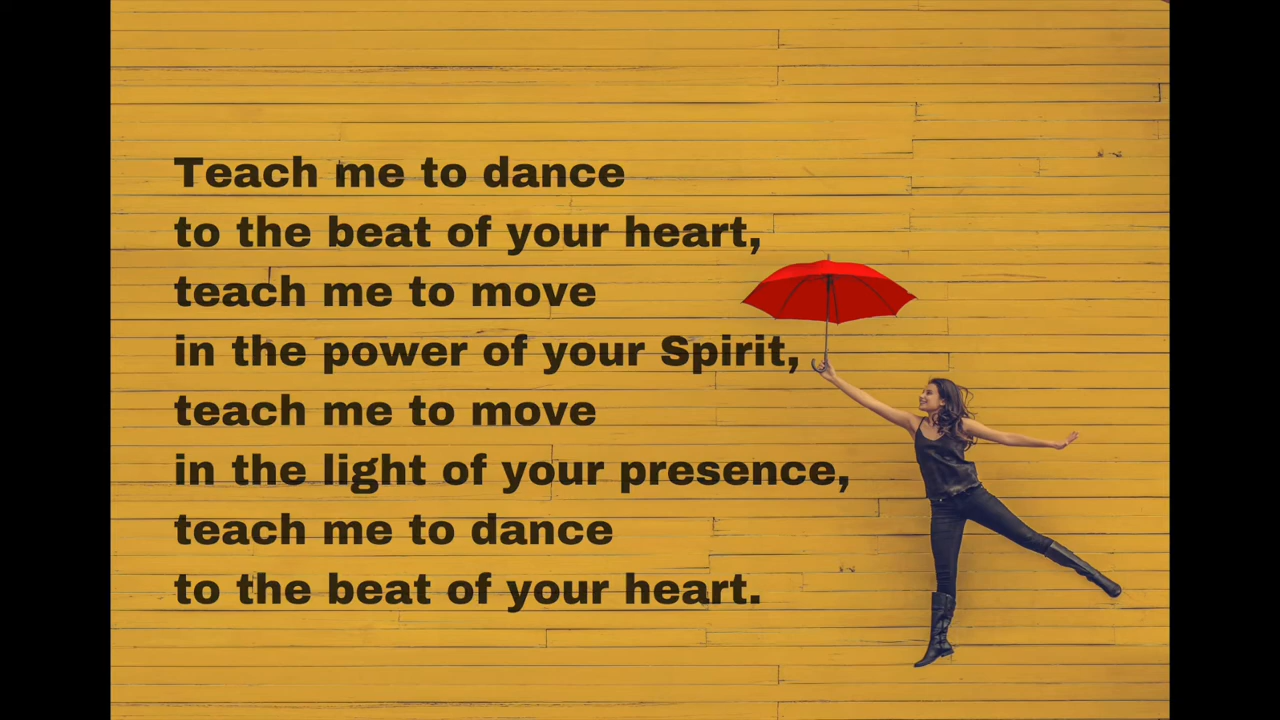 Teach me to dance
to the beat of your heart,
teach me to move
in the power of your Spirit,
teach me to move
in the light of your presence,
teach me to dance
to the beat of your heart.